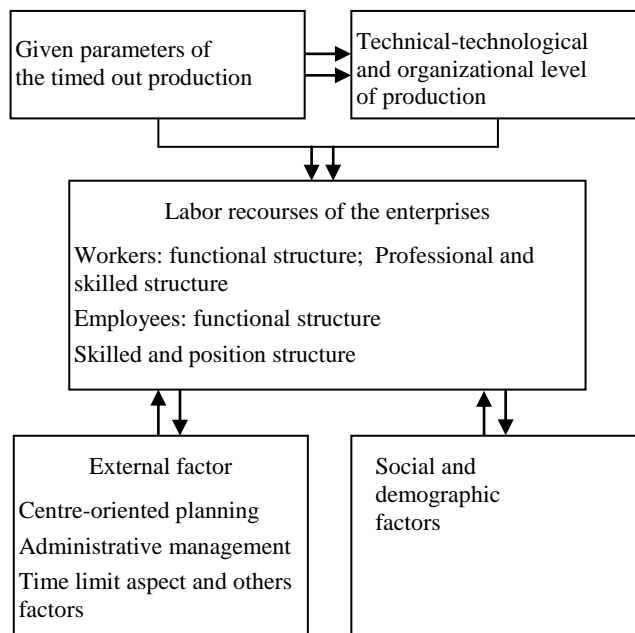 Given parameters of
the timed out production
Technical-technological
and organizational level
of production
Labor recourses of the enterprises
Workers: functional structure; Professional and
skilled structure
Employees: functional structure
Skilled and position structure
External factor
Centre-oriented planning
Administrative management
Time limit aspect and others
factors
Social and
demographic
factors